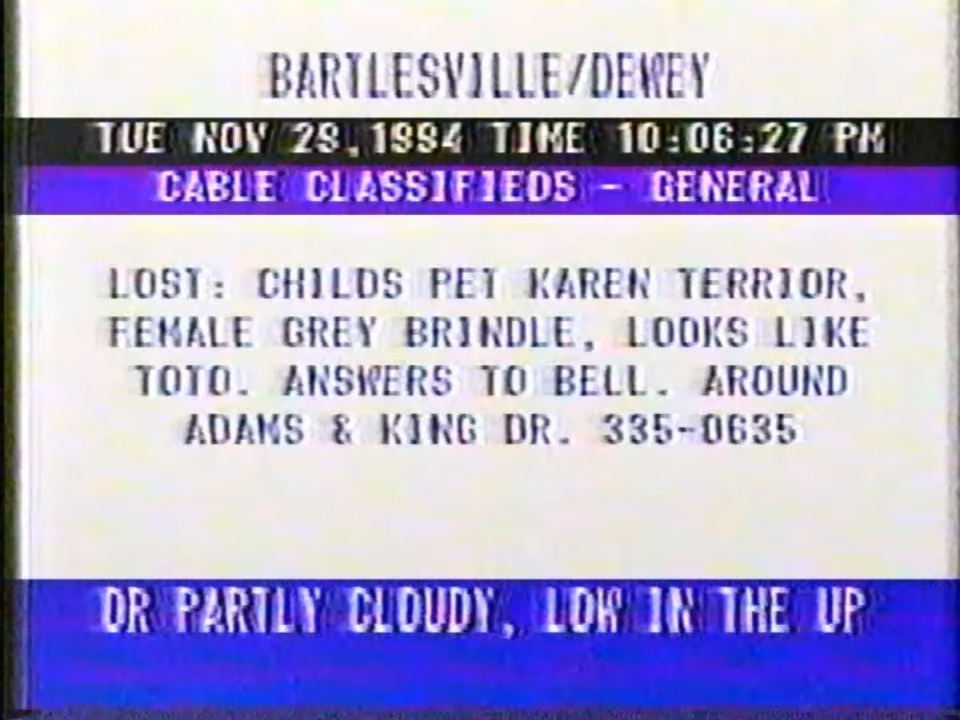 BARTLESVILLE/DEWEY
TUE NOV 29,1994 TIME 10:06:27 PM
CABLE CLASSIFIEDS - GENERAL
LOST: CHILDS PET KAREN TERRIOR,
FEMALE GREY BRINDLE, LOOKS LIKE
TOTO. ANSWERS TO BELL. AROUND
ADAMS & KING DR. 335-0635
OR PARTLY CLOUDY, LOW IN THE UP